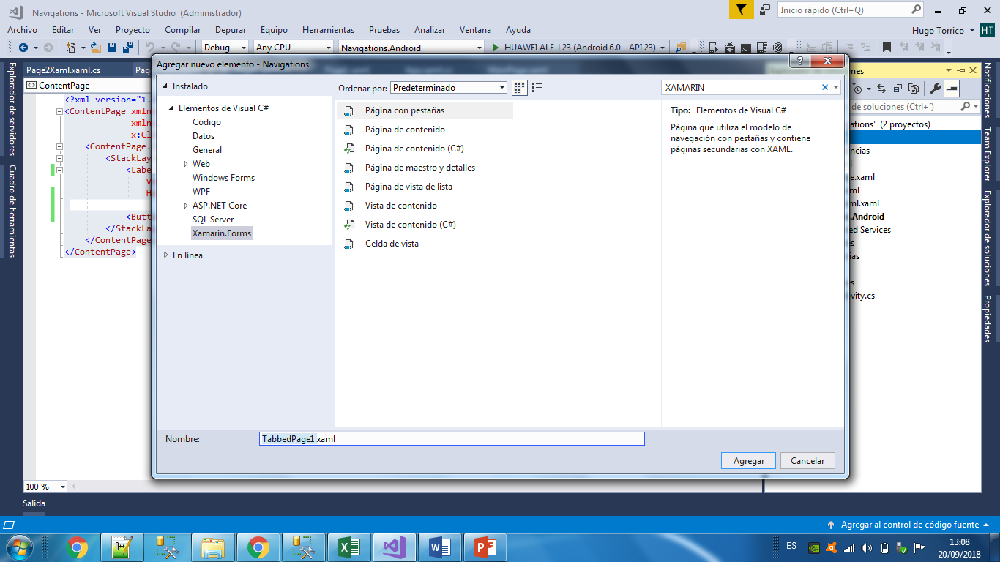 Navigations - Microsoft Visual Studio (Administrador)
Inicio rápido (Ctrl+Q)
Archivo Editar Ver Proyecto Compilar Depurar Equipo Herramientas Pruebas Analizar Ventana Ayuda
Hugo Torrico HT
Debug Any CPU Navigations.Android HUAWEI ALE-L23 (Android 6.0 - API 23)
Explorador de servidores
Cuadro de herramientas
Page2Xaml.xaml.cs Pag
ContentPage
<?xml version="1.
<ContentPage xmln
xmln
x:Cl
<ContentPage.
<StackLay
<Labe
V
H
<Butt
</StackLa
</ContentPage
</ContentPage>
100 %
Salida
Agregar nuevo elemento - Navigations
Instalado
Elementos de Visual C#
Código
Datos
General
Web
Windows Forms
WPF
ASP.NET Core
SQL Server
Xamarin.Forms
En línea
Ordenar por: Predeterminado
Página con pestañas
Página de contenido
Página de contenido (C#)
Página de maestro y detalles
Página de vista de lista
Vista de contenido
Vista de contenido (C#)
Celda de vista
XAMARIN
Tipo: Elementos de Visual C#
Página que utiliza el modelo de
navegación con pestañas y contiene
páginas secundarias con XAML.
Nombre: TabbedPage1.xaml
Agregar Cancelar
nes
de soluciones (Ctrl+´)
ations' (2 proyectos)
ncias
l
e.xaml
ml
ml.xaml
.Android
ed Services
es
ias
es
vity.cs
Notificaciones
Team Explorer
Explorador de soluciones
Propiedades
Agregar al control de código fuente
ES
13:08
20/09/2018